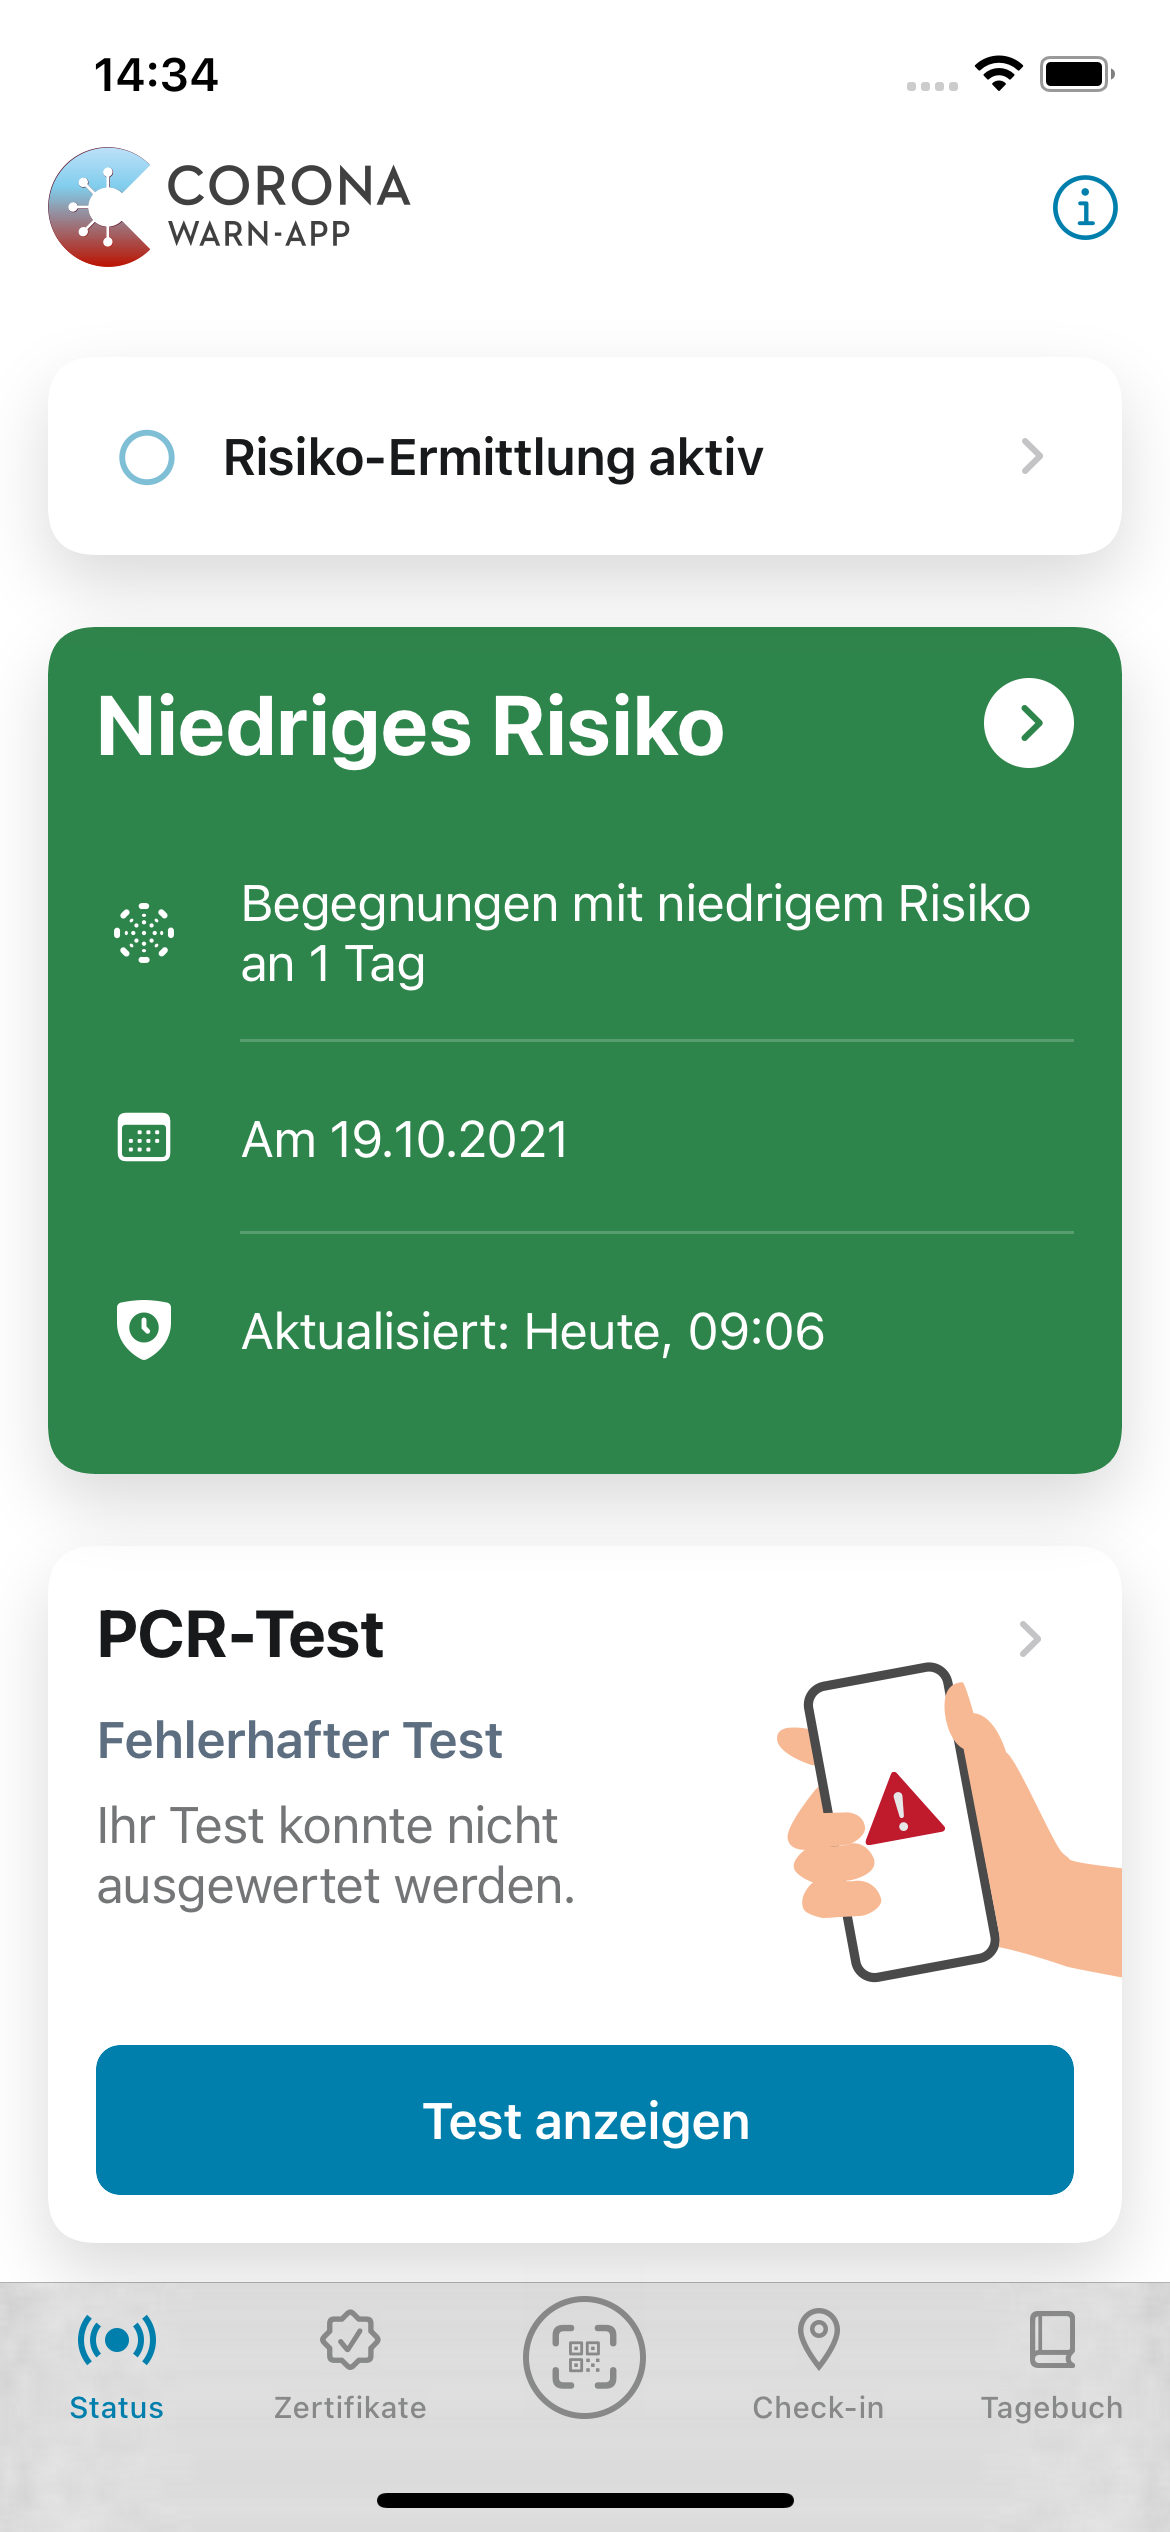 14:34
CORONA
WARN-APP
Risiko-Ermittlung aktiv
Niedriges Risiko
Begegnungen mit niedrigem Risiko
an 1 Tag
Am 19.10.2021
Aktualisiert: Heute, 09:06
PCR-Test
Fehlerhafter Test
Ihr Test konnte nicht
ausgewertet werden.
Test anzeigen
Status
Zertifikate
Check-in
Tagebuch